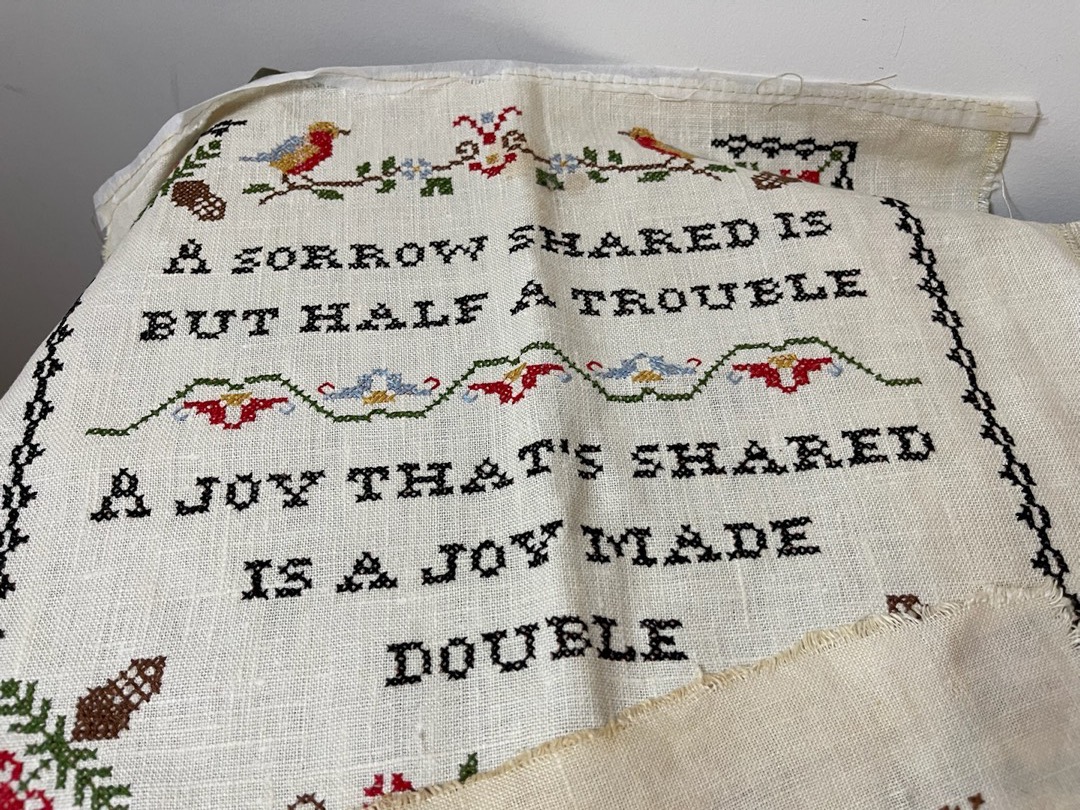 A SORROW SHARED IS
BUT HALF A TROUBLE
A JOY THAT'S SHARED
IS A JOY MADE
DOUBLE